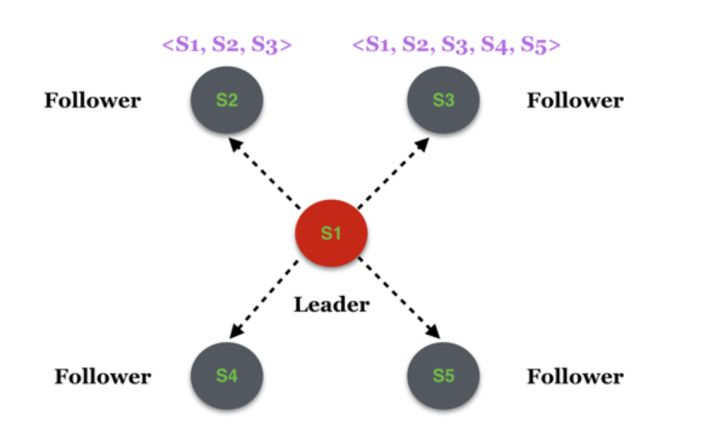 <S1, S2, S3> <S1, S2, S3, S4, S5>
Follower S2 S3 Follower
S1
Leader
Follower S4 S5 Follower